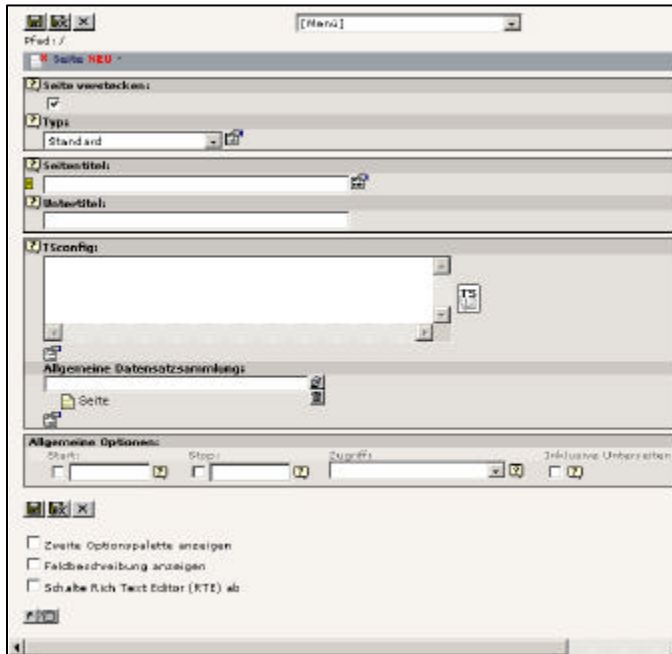 [Menü]
Pfad: /
Seite NEU -
Seite verstecken:
Typ:
Standard
Seitentitel:
Untertitel:
TSconfig:
TS
Allgemeine Datensatzsammlung:
Seite
Allgemeine Optionen:
Start: Stop: Zugriff: Inklusive Unterseiten
Zweite Optionspalette anzeigen
Feldbeschreibung anzeigen
Schalte Rich Text Editor (RTE) ab